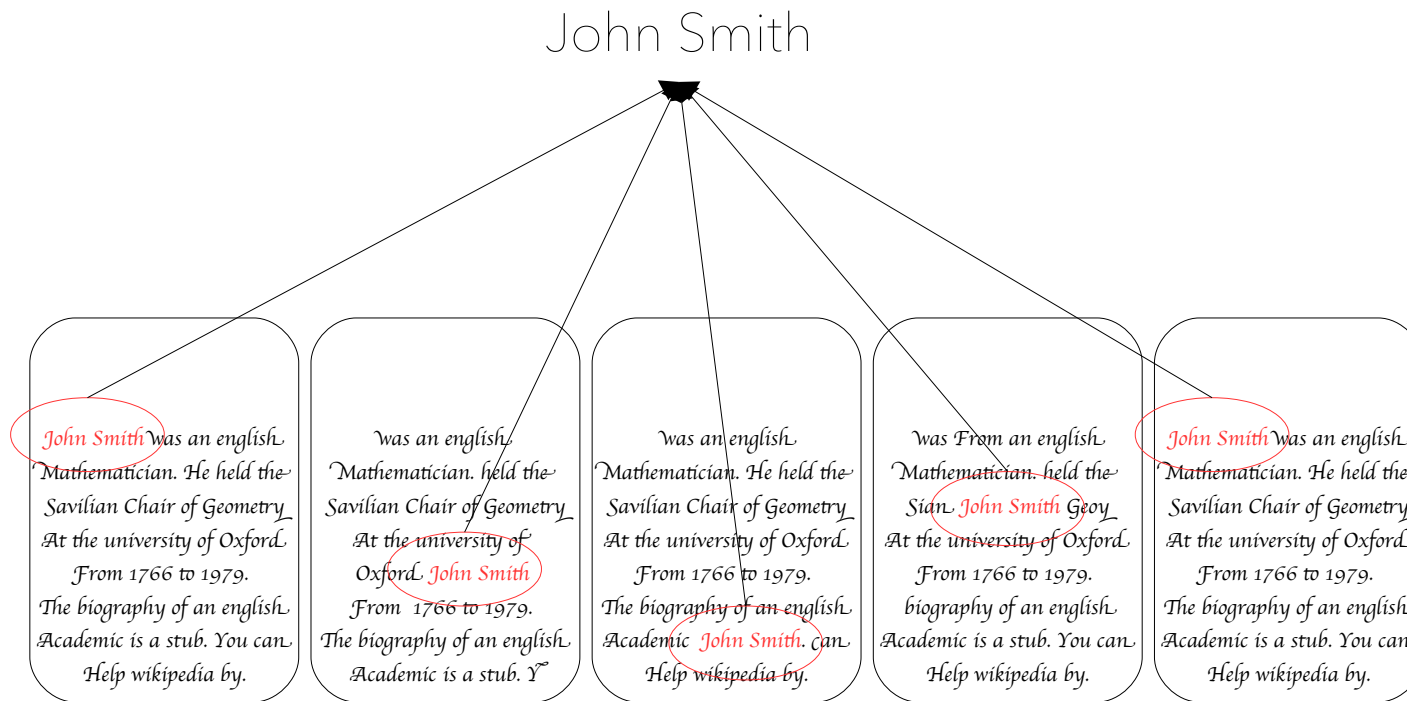 John Smith
John Smith was an english
Mathematician. He held the
Savilian Chair of Geometry
At the university of Oxford
From 1766 to 1979.
The biography of an english
Academic is a stub. You can
Help wikipedia by.
was an english
Mathematician. held the
Savilian Chair of Geometry
At the university of
Oxford John Smith
From 1766 to 1979.
The biography of an english
Academic is a stub. Y
was an english
Mathematician. He held the
Savilian Chair of Geometry
At the university of Oxford
From 1766 to 1979.
The biography of an english
Academic John Smith. can
Help wikipedia by.
was From an english
Mathematician. held the
Sian John Smith Geoy
At the university of Oxford
From 1766 to 1979.
biography of an english
Academic is a stub. You can
Help wikipedia by.
John Smith was an english
Mathematician. He held the
Savilian Chair of Geometry
At the university of Oxford
From 1766 to 1979.
The biography of an english
Academic is a stub. You can
Help wikipedia by.